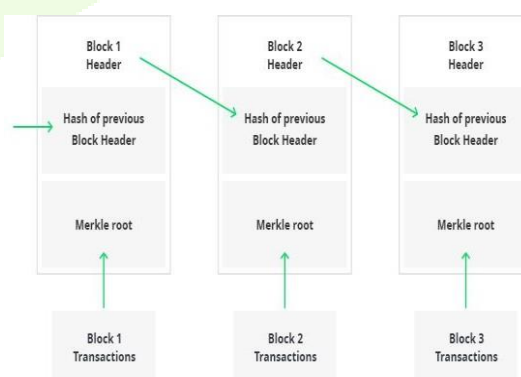 Block 1
Header
Hash of previous
Block Header
Merkle root
Block 1
Transactions
Block 2
Header
Hash of previous
Block Header
Merkle root
Block 2
Transactions
Block 3
Header
Hash of previous
Block Header
Merkle root
Block 3
Transactions